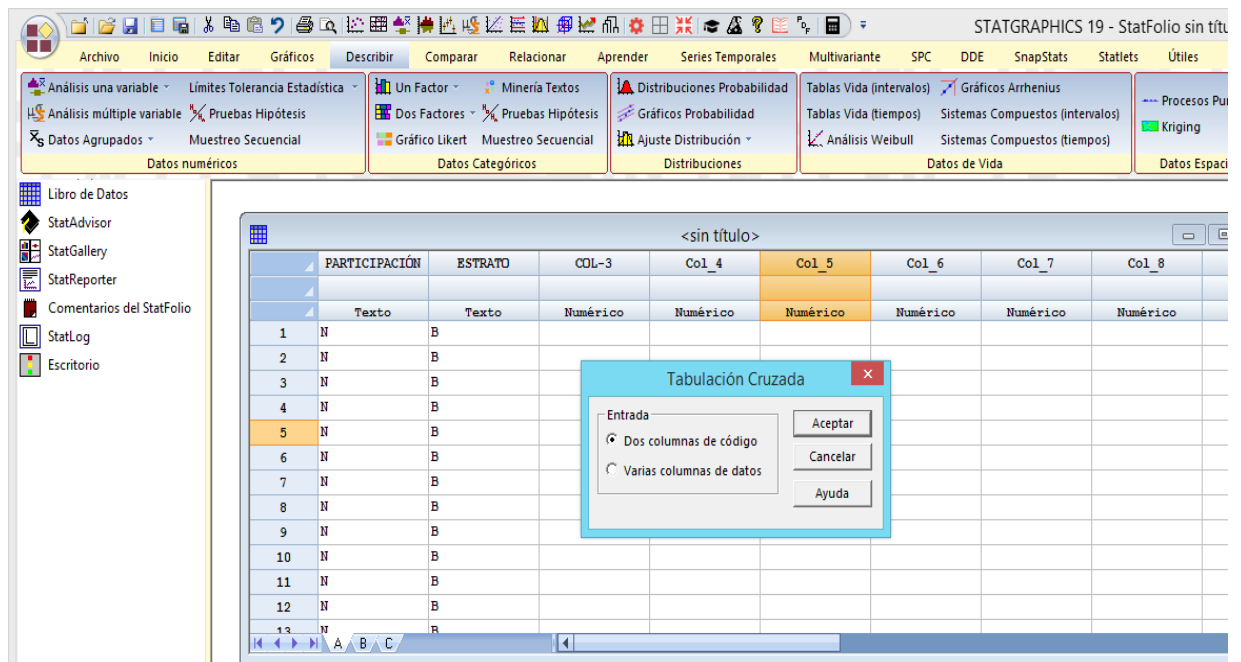 STATGRAPHICS 19 - StatFolio sin títu
Archivo Inicio Editar Gráficos Describir Comparar Relacionar Aprender Series Temporales Multivariante SPC DDE SnapStats Statlets Útiles
Análisis una variable Límites Tolerancia Estadística Un Factor Minería Textos Distribuciones Probabilidad Tablas Vida (intervalos) Gráficos Arrhenius
Procesos Pur
Análisis múltiple variable Pruebas Hipótesis Dos Factores Pruebas Hipótesis Gráficos Probabilidad Tablas Vida (tiempos) Sistemas Compuestos (intervalos)
Kriging
Datos Agrupados Muestreo Secuencial Gráfico Likert Muestreo Secuencial Ajuste Distribución Análisis Weibull Sistemas Compuestos (tiempos)
Datos numéricos Datos Categóricos Distribuciones Datos de Vida Datos Espaci
Libro de Datos
StatAdvisor
StatGallery
StatReporter
Comentarios del StatFolio
StatLog
Escritorio
<sin título>
PARTICIPACIÓN ESTRATO COL-3 Col_4 Col_5 Col_6 Col_7 Col_8
Texto Texto Numérico Numérico Numérico Numérico Numérico Numérico
1 N B
2 N B
3 N B
4 N B
5 N B
6 N B
7 N B
8 N B
9 N B
10 N B
11 N B
12 N B
13 N B
A B C
Tabulación Cruzada
Entrada
Dos columnas de código
Varias columnas de datos
Aceptar
Cancelar
Ayuda